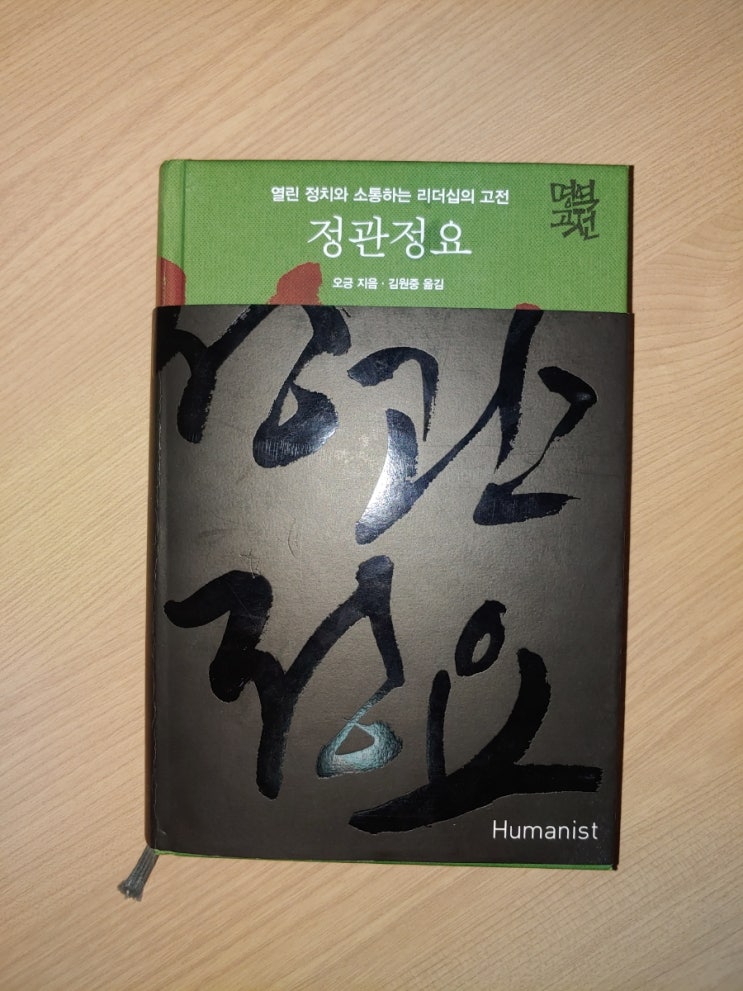 열린 정치와 소통하는 리더십의 고전
명역
고전
정관정요
오긍 지음 · 김원중 옮김
정관
정요
Humanist